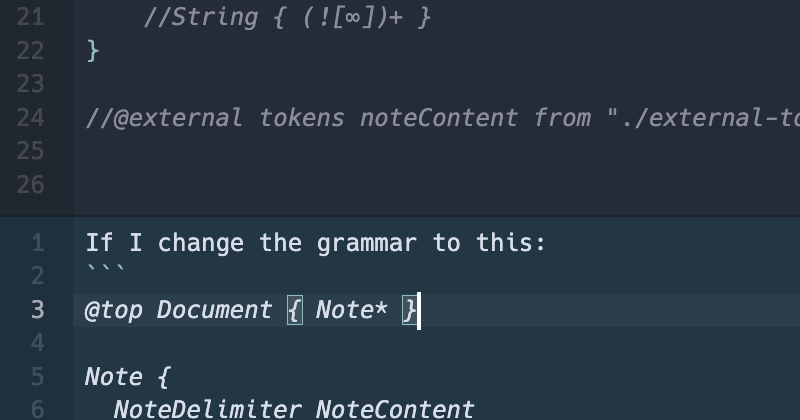 21 //String { (![∞])+ }
22 }
23
24 //@external tokens noteContent from "./external-to
25
26
1 If I change the grammar to this:
2 ```
3 @top Document { Note* }
4
5 Note {
6 NoteDelimiter NoteContent